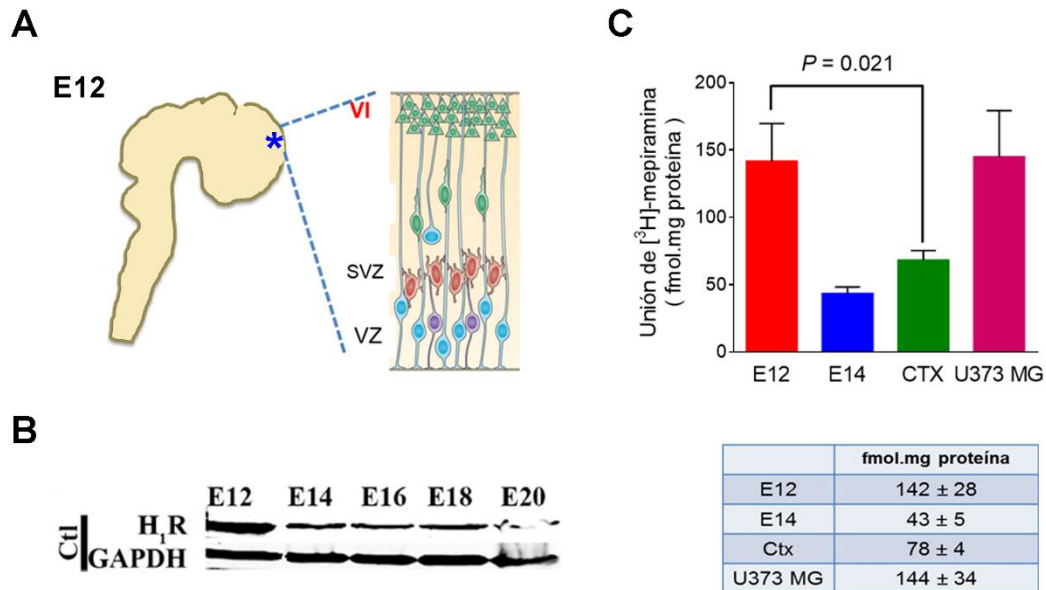 A
E12
VI
SVZ
VZ
B
E12 E14 E16 E18 E20
Ctl
H₁R
GAPDH
C
P = 0.021
Unión de [³H]-mepiramina
( fmol.mg proteína)
200
150
100
50
0
E12 E14 CTX U373 MG
fmol.mg proteína
E12 142 ± 28
E14 43 ± 5
Ctx 78 ± 4
U373 MG 144 ± 34